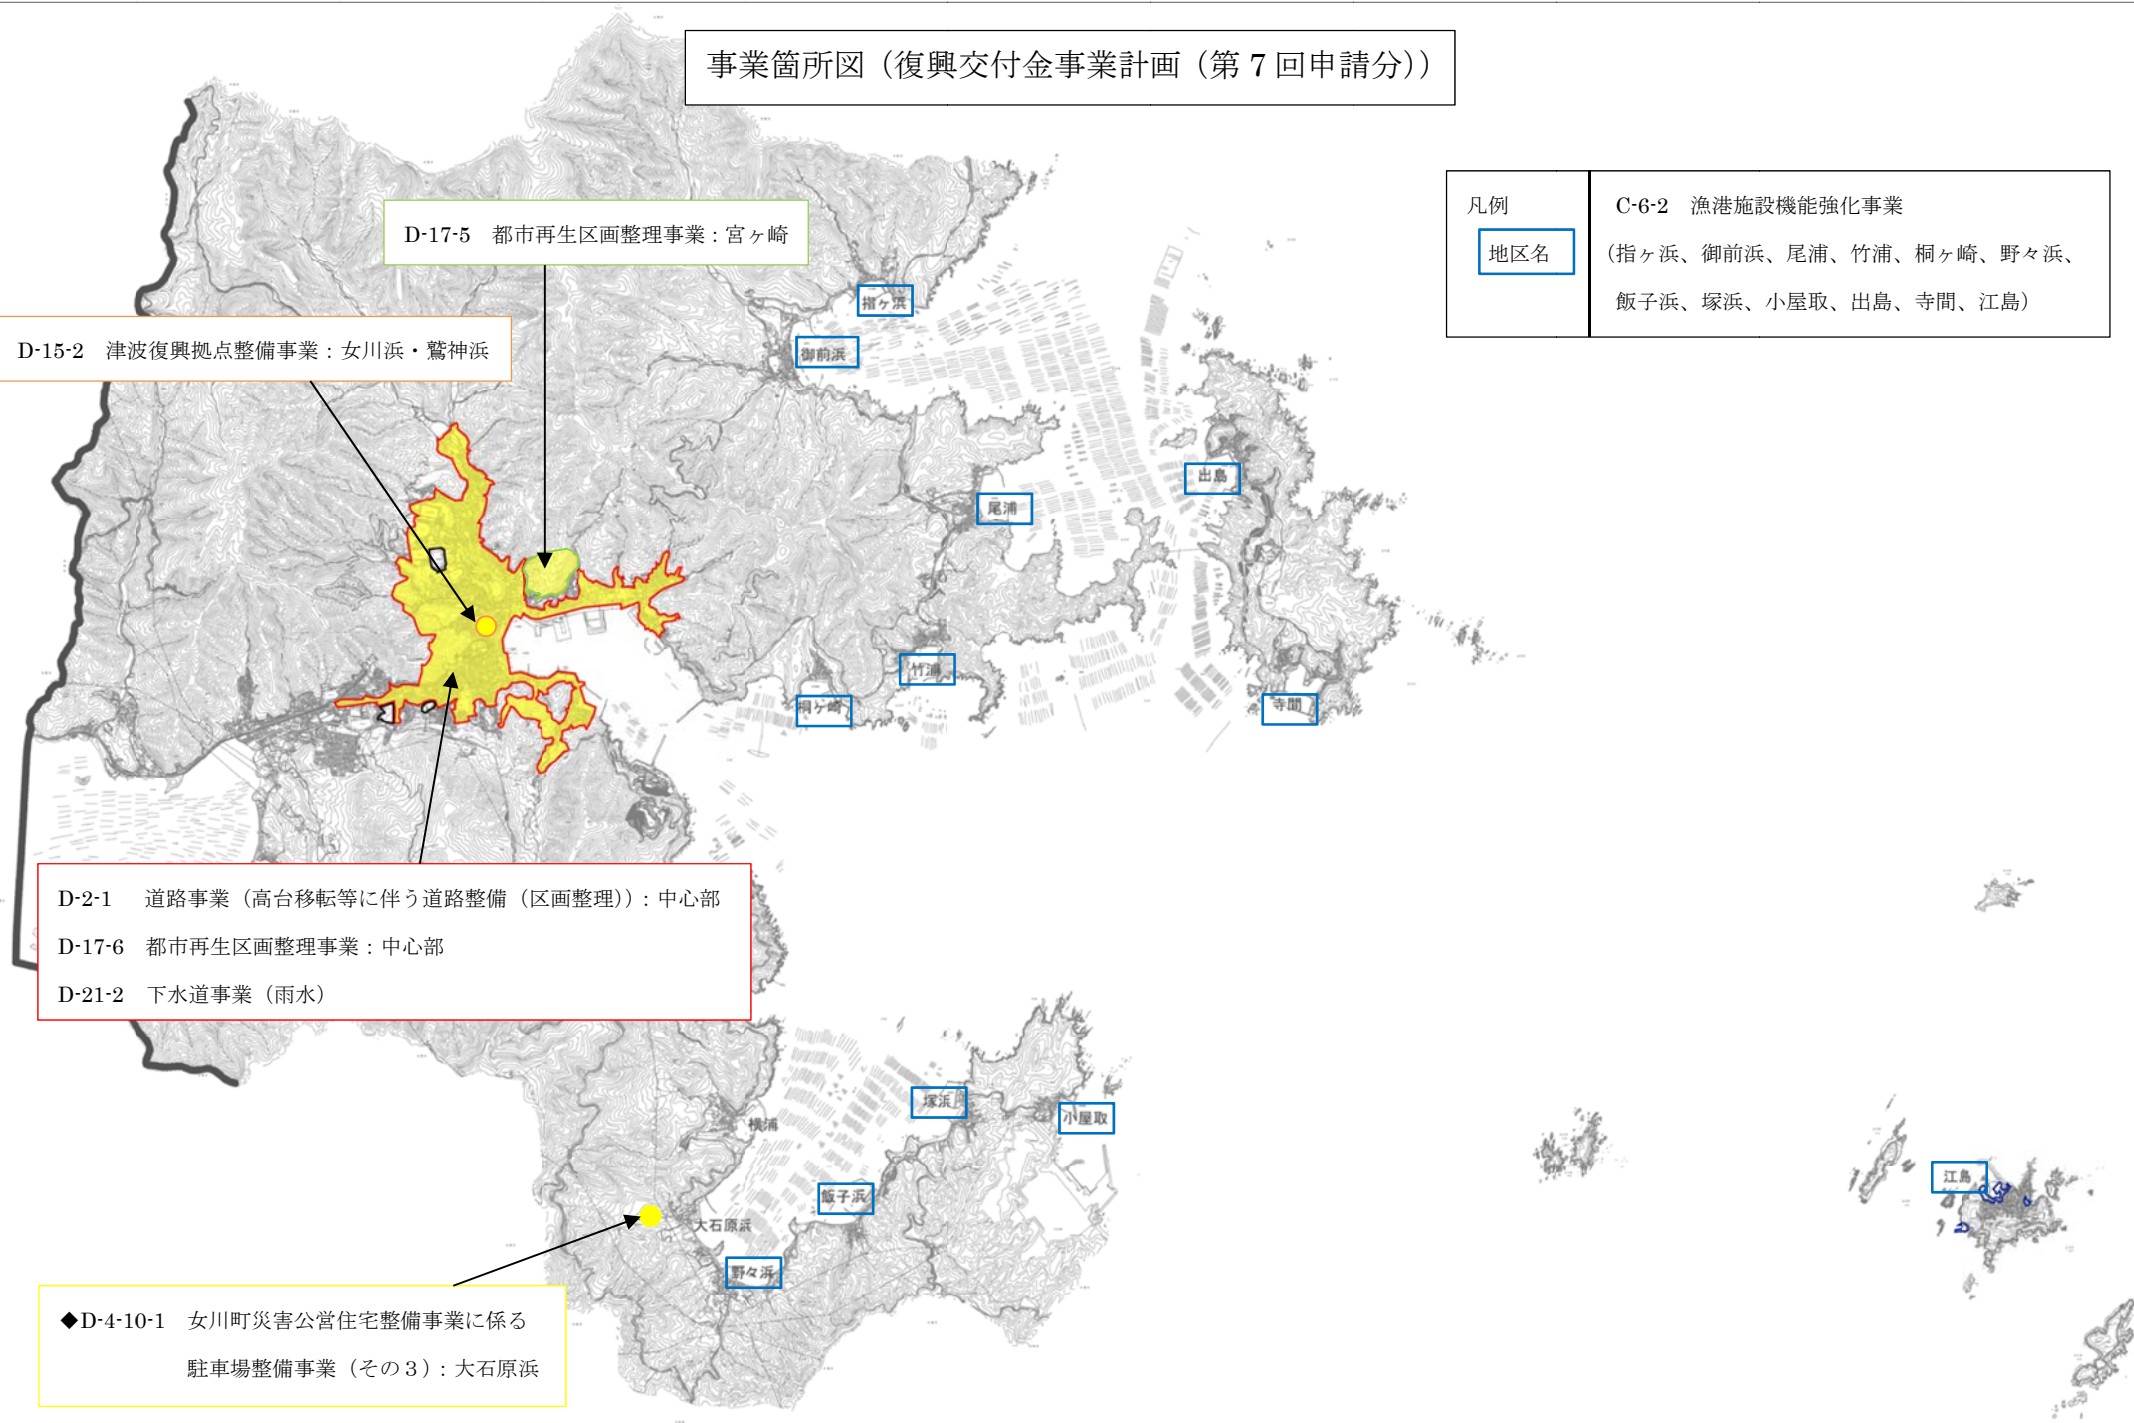 事業箇所図（復興交付金事業計画（第7回申請分））
凡例
地区名
C-6-2　漁港施設機能強化事業
（指ヶ浜、御前浜、尾浦、竹浦、桐ヶ崎、野々浜、
飯子浜、塚浜、小屋取、出島、寺間、江島）
D-17-5　都市再生区画整理事業：宮ヶ崎
D-15-2　津波復興拠点整備事業：女川浜・鷲神浜
指ヶ浜
御前浜
出島
尾浦
竹浦
桐ヶ崎
寺間
D-2-1　道路事業（高台移転等に伴う道路整備（区画整理））：中心部
D-17-6　都市再生区画整理事業：中心部
D-21-2　下水道事業（雨水）
塚浜
小屋取
横浦
江島
飯子浜
大石原浜
野々浜
◆D-4-10-1　女川町災害公営住宅整備事業に係る
駐車場整備事業（その３）：大石原浜